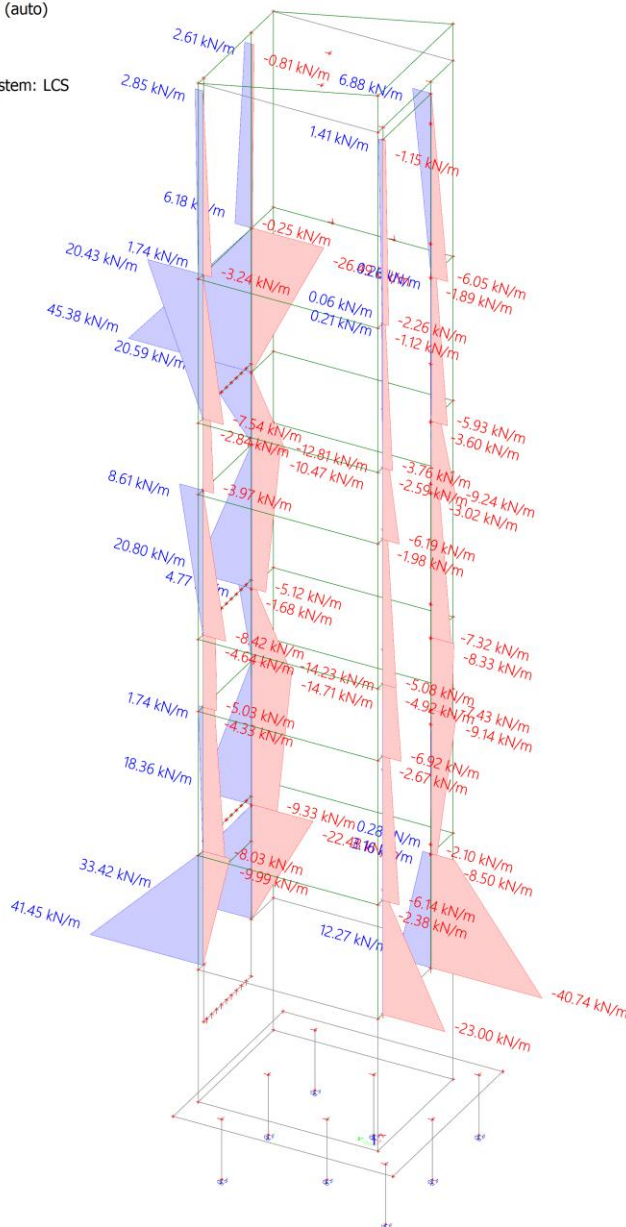 (auto)
2.61 kN/m
-0.81 kN/m
stem: LCS
2.85 kN/m
6.88 kN/m
1.41 kN/m
-1.15 kN/m
6.18
-0.25 kN/m
20.43 kN/m
1.74 kN/m
-3.24 kN/m
-6.05 kN/m
-1.89 kN/m
45.38 kN/m
0.06 kN/m
0.21 kN/m
-2.26 kN/m
-1.12 kN/m
20.59 kN/m
-7.54 kN/m
-2.84 kN/m
-12.81 kN/m
-10.47 kN/m
-5.93 kN/m
-3.60 kN/m
-3.76 kN/m
-2.59 kN/m
-9.24 kN/m
-3.02 kN/m
8.61 kN/m
-3.97 kN/m
-6.19 kN/m
-1.98 kN/m
20.80 kN/m
4.77
-5.12 kN/m
-1.68 kN/m
-8.42 kN/m
-4.64 kN/m
-14.23 kN/m
-14.71 kN/m
-7.32 kN/m
-8.33 kN/m
-5.08 kN/m
-4.92 kN/m
-7.43 kN/m
-9.14 kN/m
1.74 kN/m
-5.03 kN/m
-4.33 kN/m
-6.92 kN/m
-2.67 kN/m
18.36 kN/m
-9.33 kN/m
0.28
-2.10 kN/m
-8.50 kN/m
33.42 kN/m
-8.03 kN/m
-9.99 kN/m
-6.14 kN/m
-2.38 kN/m
41.45 kN/m
12.27 kN/m
-40.74 kN/m
-23.00 kN/m